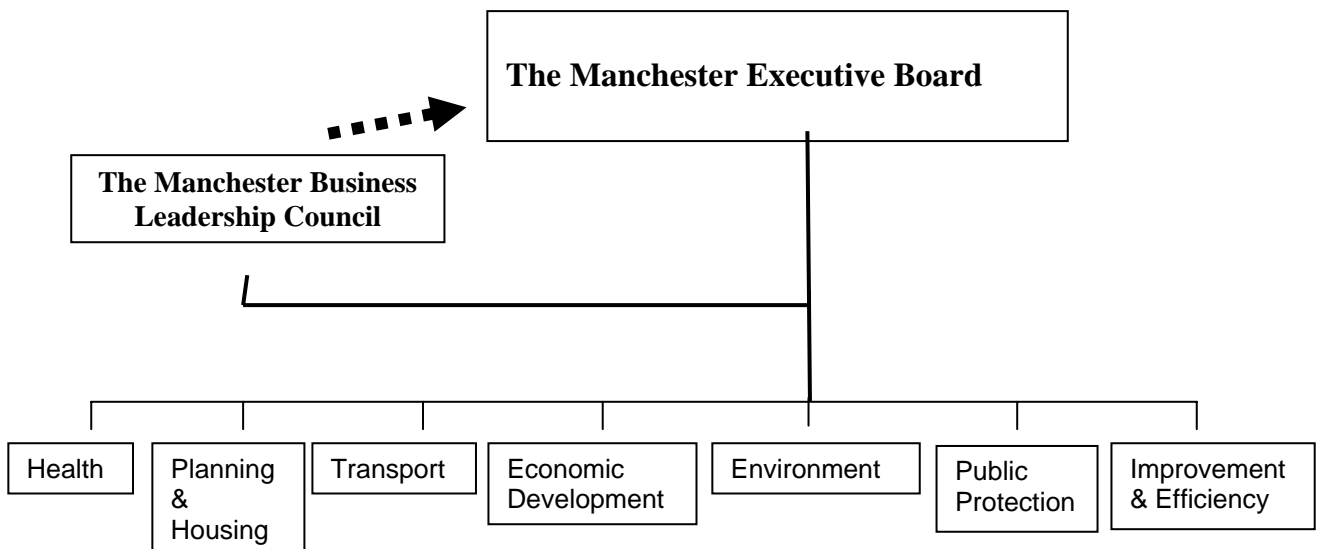 The Manchester Executive Board
The Manchester Business
Leadership Council
Health
Planning
&
Housing
Transport
Economic
Development
Environment
Public
Protection
Improvement
& Efficiency